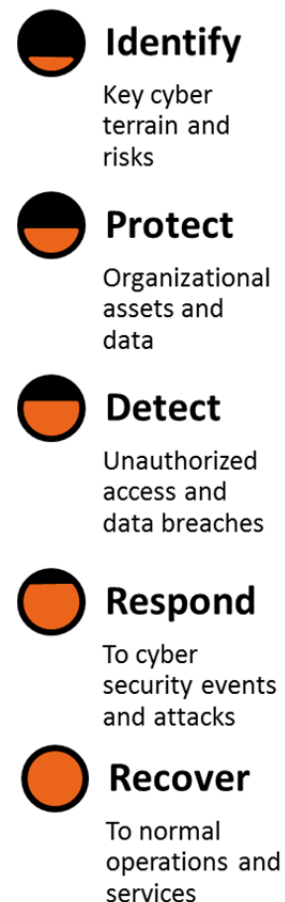 Identify
Key cyber
terrain and
risks
Protect
Organizational
assets and
data
Detect
Unauthorized
access and
data breaches
Respond
To cyber
security events
and attacks
Recover
To normal
operations and
services